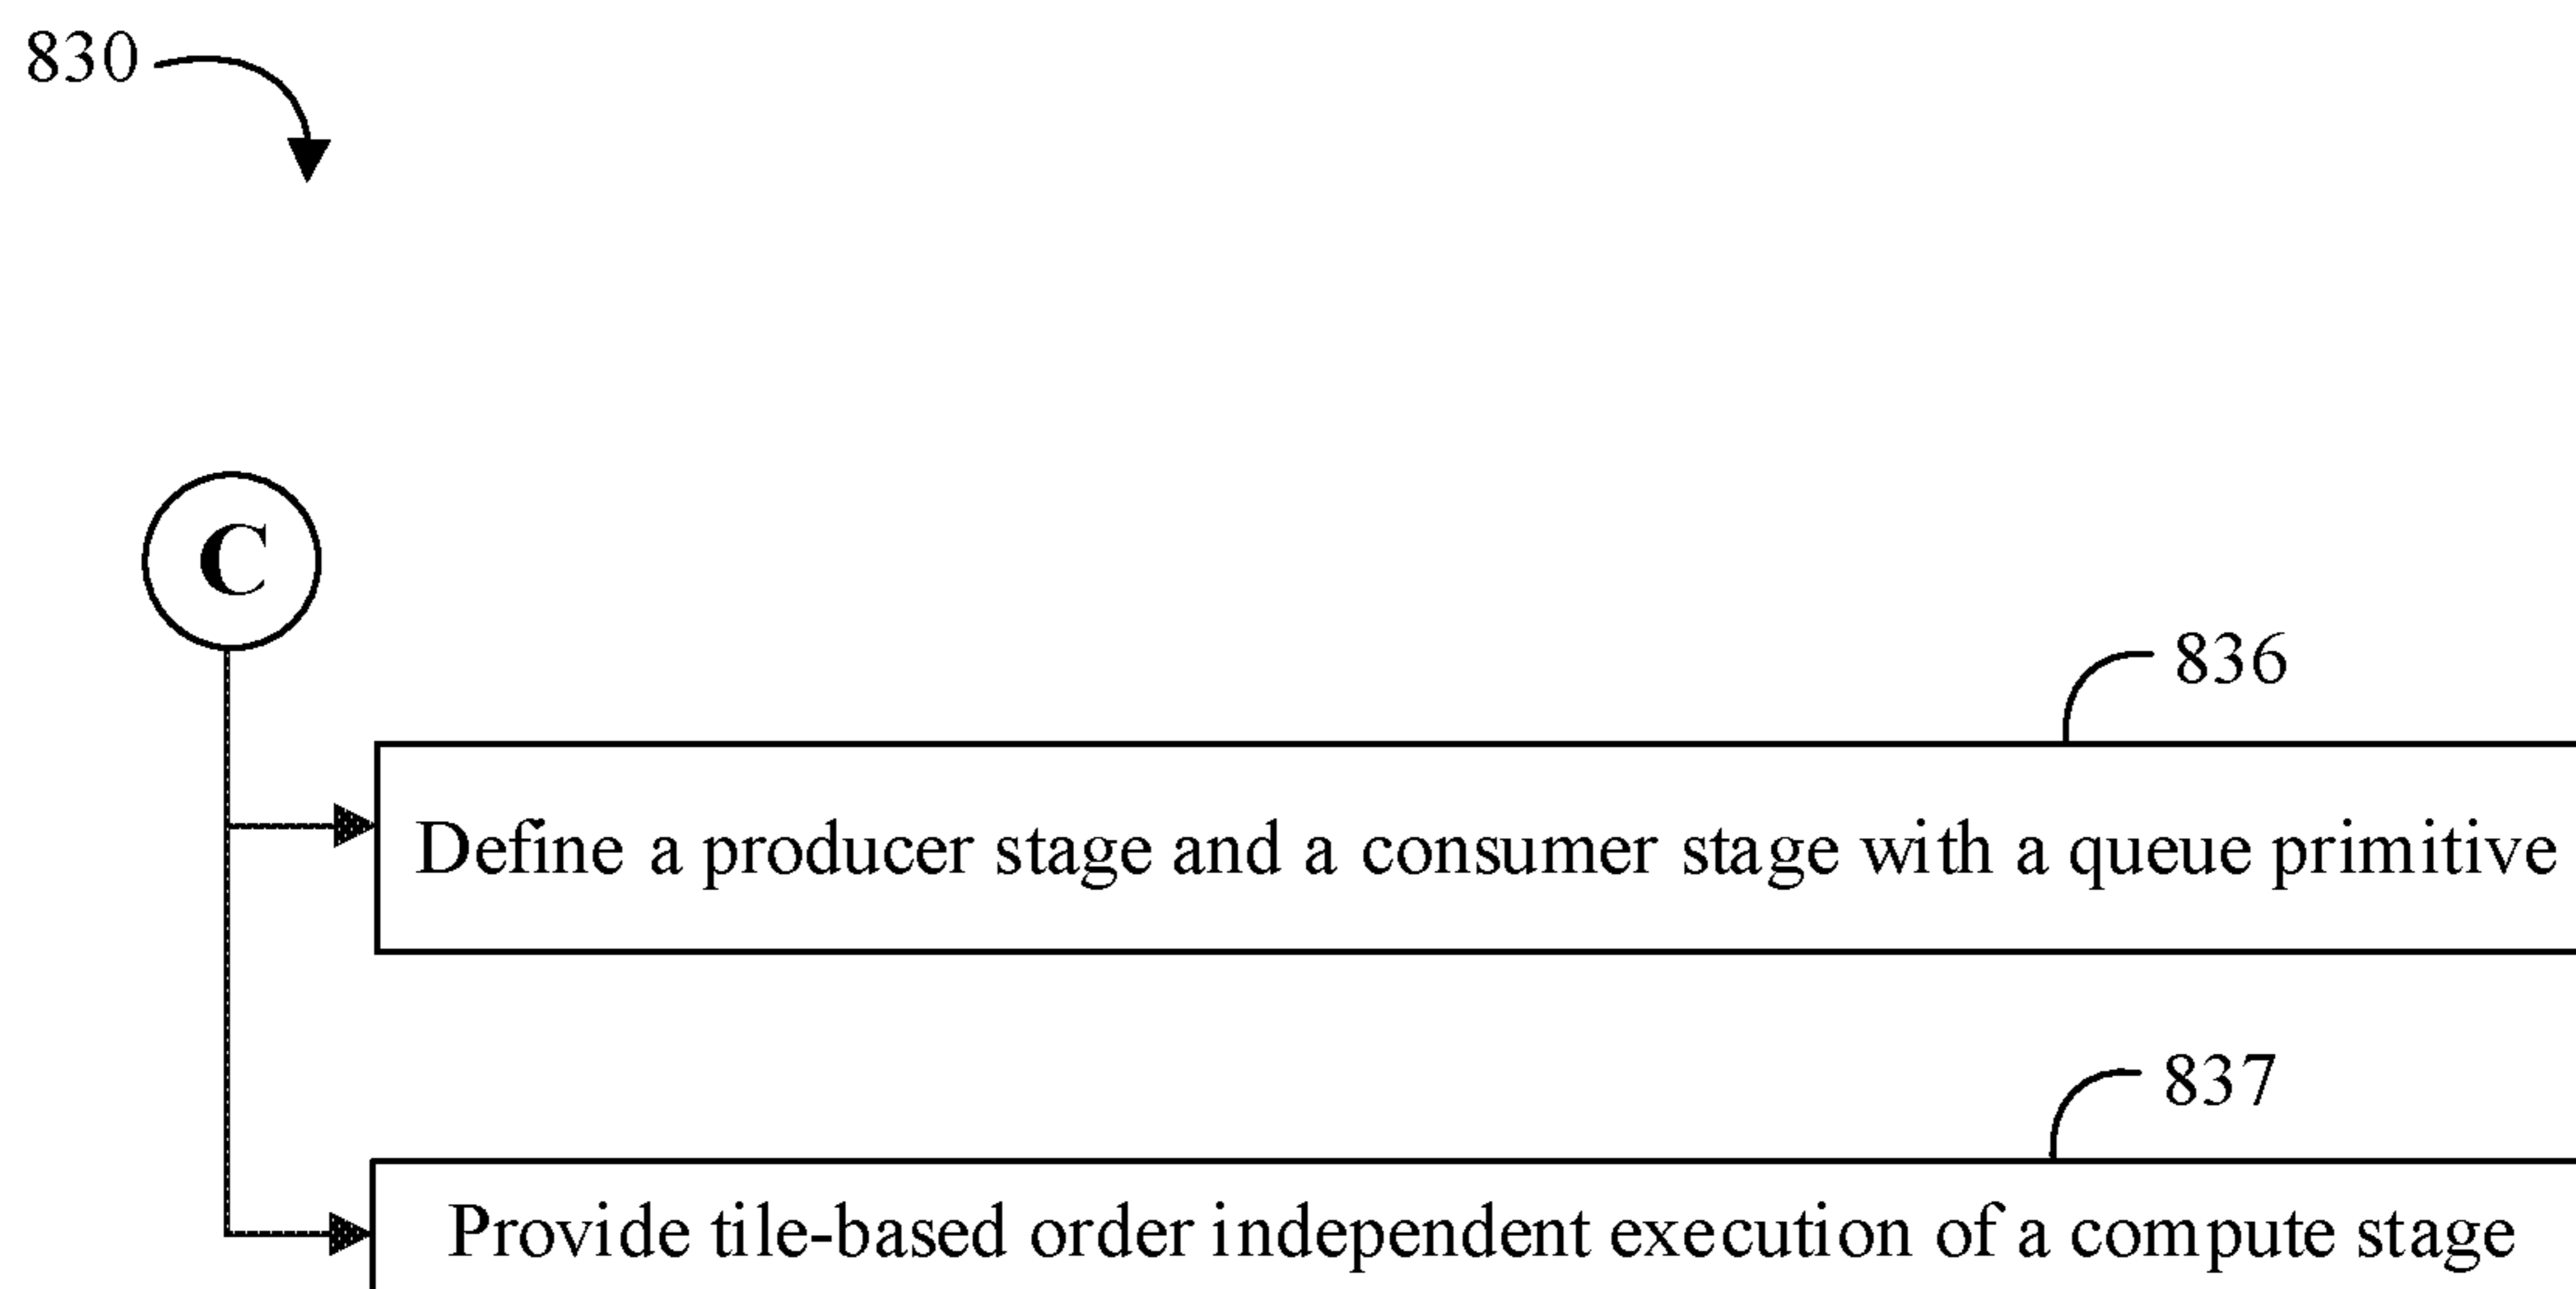 830
C
836
Define a producer stage and a consumer stage with a queue primitive
837
Provide tile-based order independent execution of a compute stage